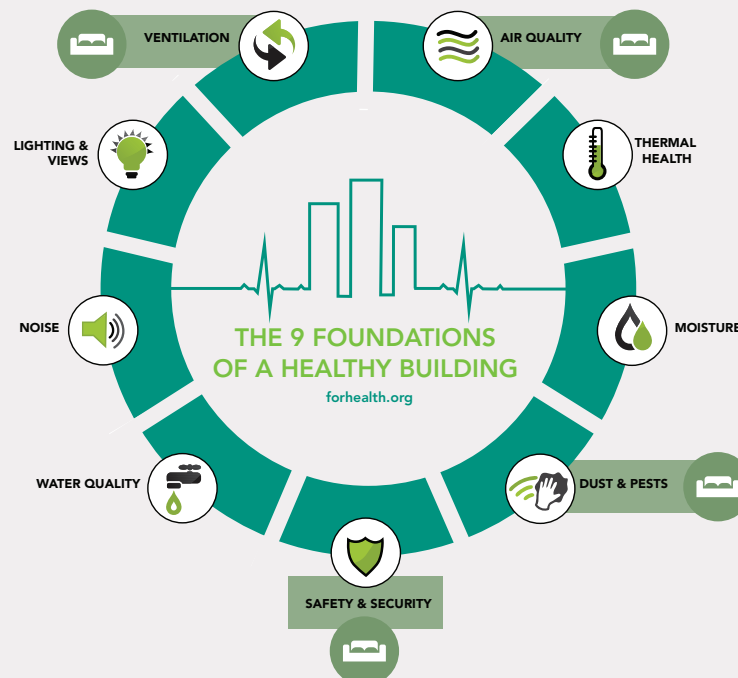 VENTILATION
AIR QUALITY
LIGHTING &
VIEWS
THERMAL
HEALTH
NOISE
MOISTURE
THE 9 FOUNDATIONS
OF A HEALTHY BUILDING
forhealth.org
WATER QUALITY
DUST & PESTS
SAFETY & SECURITY